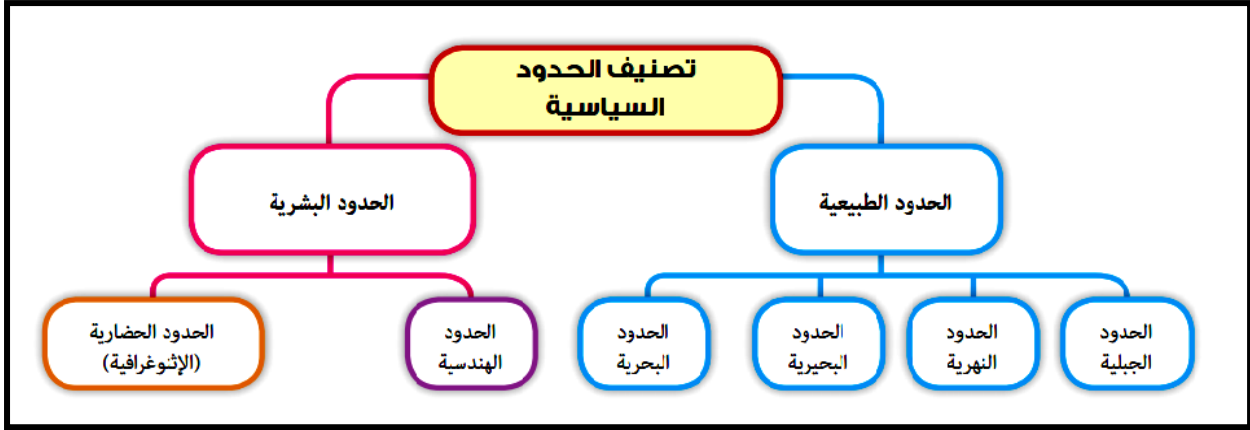 تصنيف الحدود
السياسية
الحدود الطبيعية
الحدود البشرية
الحدود
الجبلية
الحدود
النهرية
الحدود
البحيرية
الحدود
البحرية
الحدود
الهندسية
الحدود الحضارية
(الإثنوغرافية)